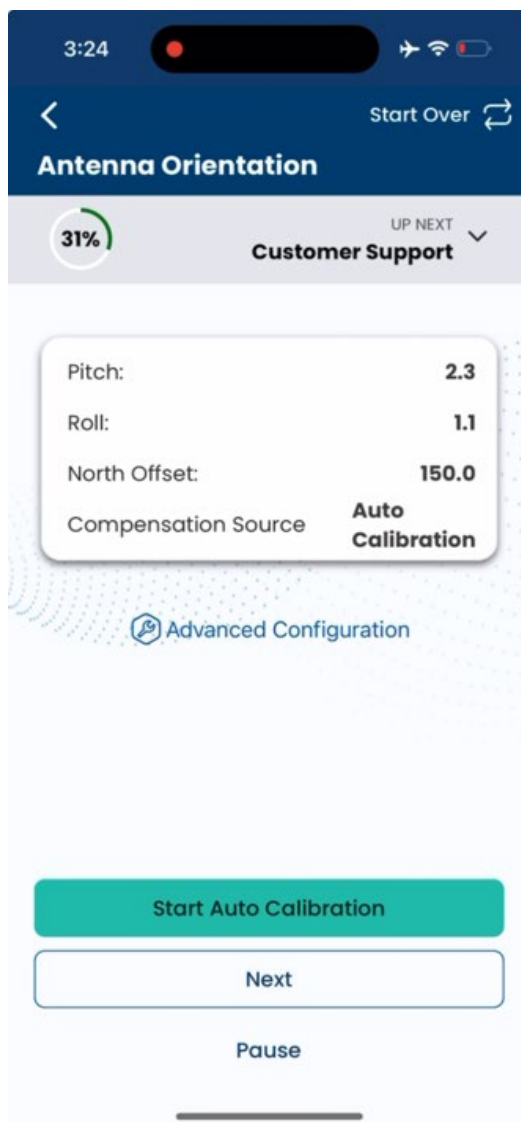 3:24
Start Over
Antenna Orientation
31%
UP NEXT
Customer Support
Pitch: 2.3
Roll: 1.1
North Offset: 150.0
Compensation Source Auto
Calibration
Advanced Configuration
Start Auto Calibration
Next
Pause